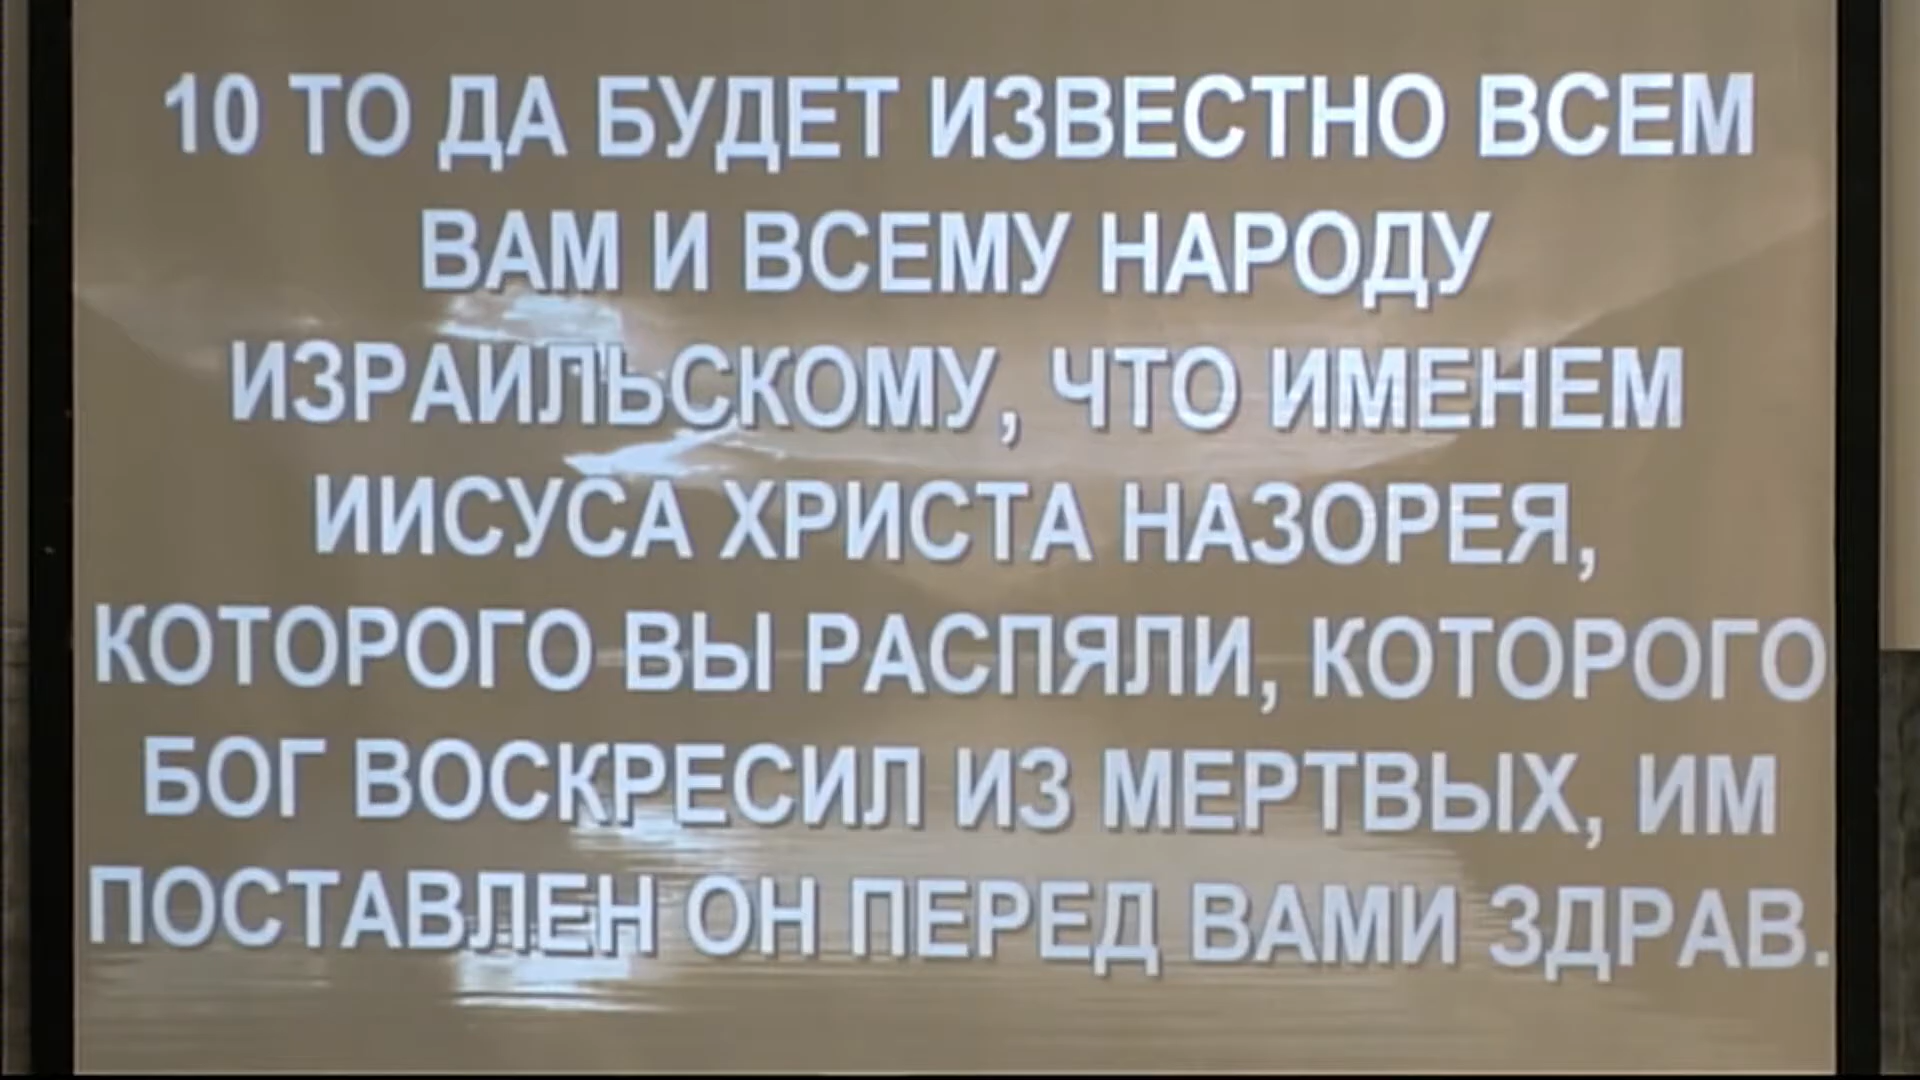 10 ТО ДА БУДЕТ ИЗВЕСТНО ВСЕМ
ВАМ И ВСЕМУ НАРОДУ
ИЗРАИЛЬСКОМУ, ЧТО ИМЕНЕМ
ИИСУСА ХРИСТА НАЗОРЕЯ,
КОТОРОГО ВЫ РАСПЯЛИ, КОТОРОГО
БОГ ВОСКРЕСИЛ ИЗ МЕРТВЫХ, ИМ
ПОСТАВЛЕН ОН ПЕРЕД ВАМИ ЗДРАВ.